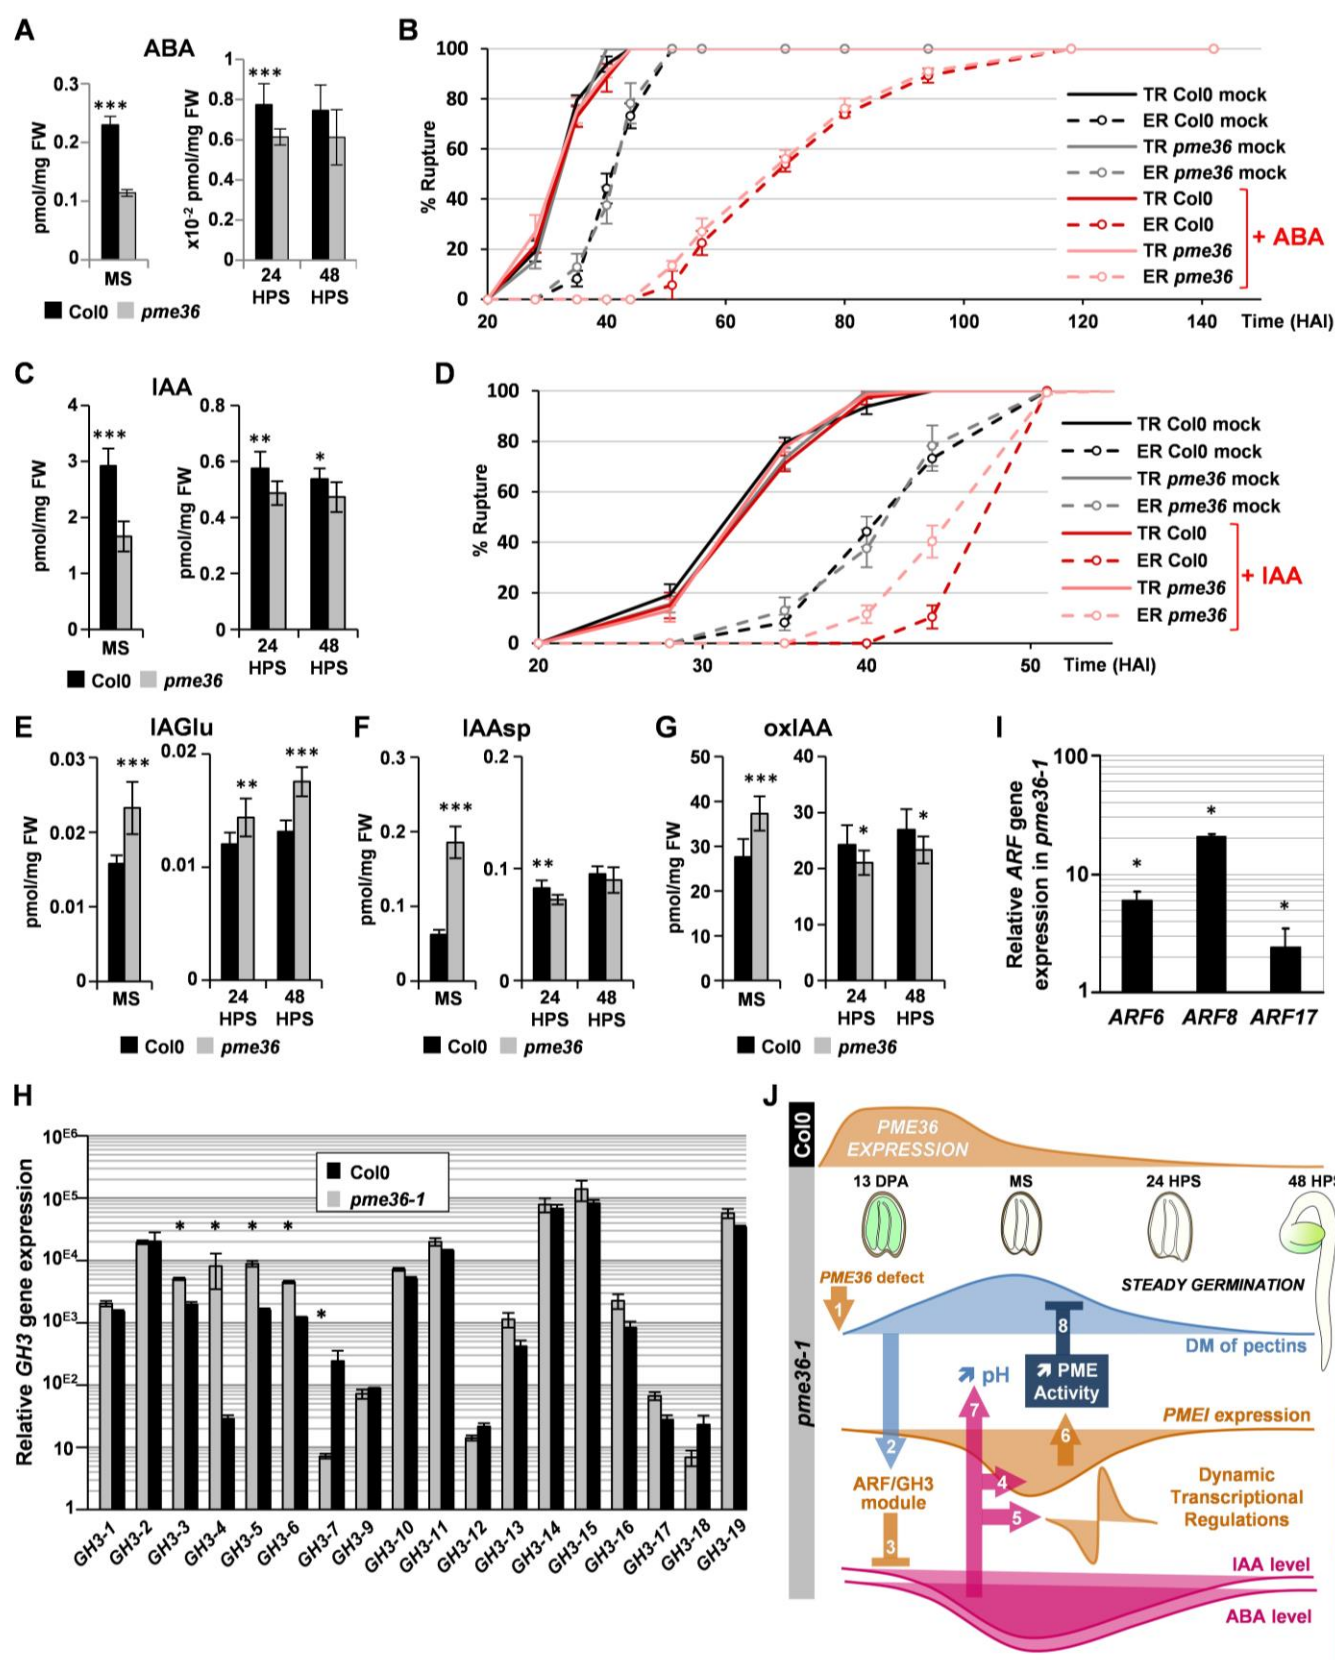 A
ABA
pmol/mg FW
0.3
0.2
0.1
0
***
MS
x10-2 pmol/mg FW
1
0.8
0.6
0.4
0.2
0
***
24 48
HPS HPS
Col0 pme36
B
% Rupture
100
80
60
40
20
0
20 40 60 80 100 120 140 Time (HAI)
TR Col0 mock
ER Col0 mock
TR pme36 mock
ER pme36 mock
TR Col0
ER Col0
TR pme36
ER pme36
+ ABA
C
IAA
pmol/mg FW
4
3
2
1
0
***
MS
pmol/mg FW
0.8
0.6
0.4
0.2
0
** *
24 48
HPS HPS
Col0 pme36
D
% Rupture
100
80
60
40
20
0
20 30 40 50 Time (HAI)
TR Col0 mock
ER Col0 mock
TR pme36 mock
ER pme36 mock
TR Col0
ER Col0
TR pme36
ER pme36
+ IAA
E
IAGlu
pmol/mg FW
0.03
0.02
0.01
0
***
MS
0.02
0.01
0
** ***
24 48
HPS HPS
Col0 pme36
F
IAAsp
pmol/mg FW
0.3
0.2
0.1
0
***
MS
0.2
0.1
0
**
24 48
HPS HPS
Col0 pme36
G
oxIAA
pmol/mg FW
50
40
30
20
10
0
***
MS
40
30
20
20
0
* *
24 48
HPS HPS
Col0 pme36
I
Relative ARF gene
expression in pme36-1
100
10
1
* * *
ARF6 ARF8 ARF17
H
Relative GH3 gene expression
10E6
10E5
10E4
10E3
10E2
10
1
Col0
pme36-1
* * * * *
GH3-1 GH3-2 GH3-3 GH3-4 GH3-5 GH3-6 GH3-7 GH3-9 GH3-10 GH3-11 GH3-12 GH3-13 GH3-14 GH3-15 GH3-16 GH3-17 GH3-18 GH3-19
J
Col0
PME36
EXPRESSION
13 DPA MS 24 HPS 48 HPS
pme36-1
PME36 defect
STEADY GERMINATION
1
8
DM of pectins
pH
PME
Activity
7
PMEI expression
6
2
ARF/GH3
module
4
5
Dynamic
Transcriptional
Regulations
3
IAA level
ABA level